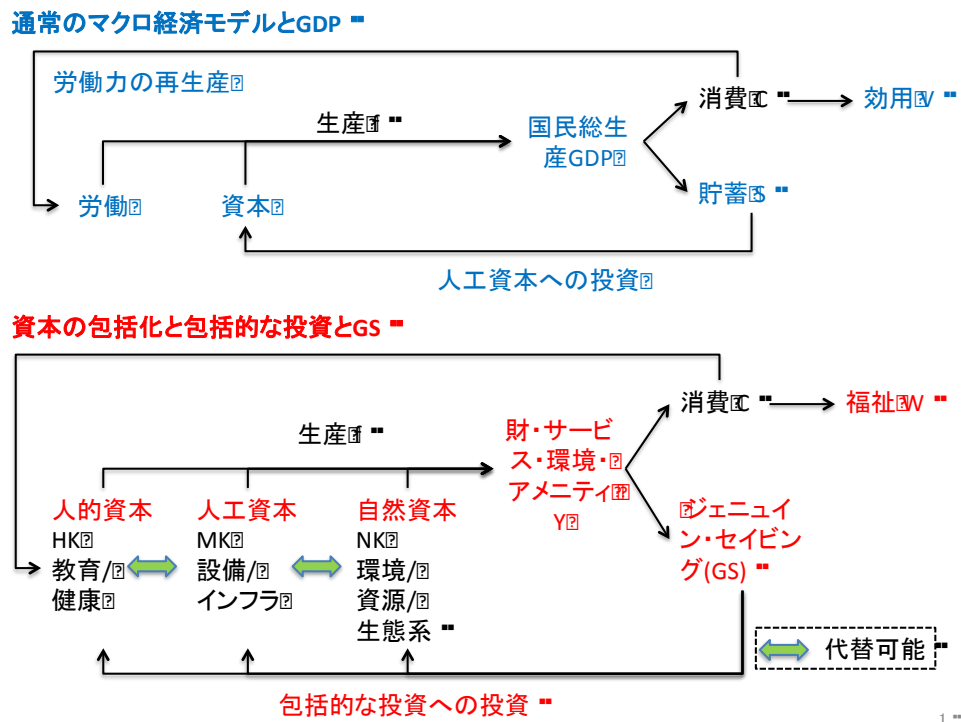 通常のマクロ経済モデルとGDP
労働力の再生産
生産 f
国民総生
産GDP
消費 C
効用 V
労働
資本
貯蓄 S
人工資本への投資
資本の包括化と包括的な投資とGS
生産 f
財・サービ
ス・環境・
アメニティ
Y
消費 C
福祉 W
人的資本
HK
教育/
健康
人工資本
MK
設備/
インフラ
自然資本
NK
環境/
資源/
生態系
ジェニュイ
ン・セイビン
グ(GS)
代替可能
包括的な投資への投資
1